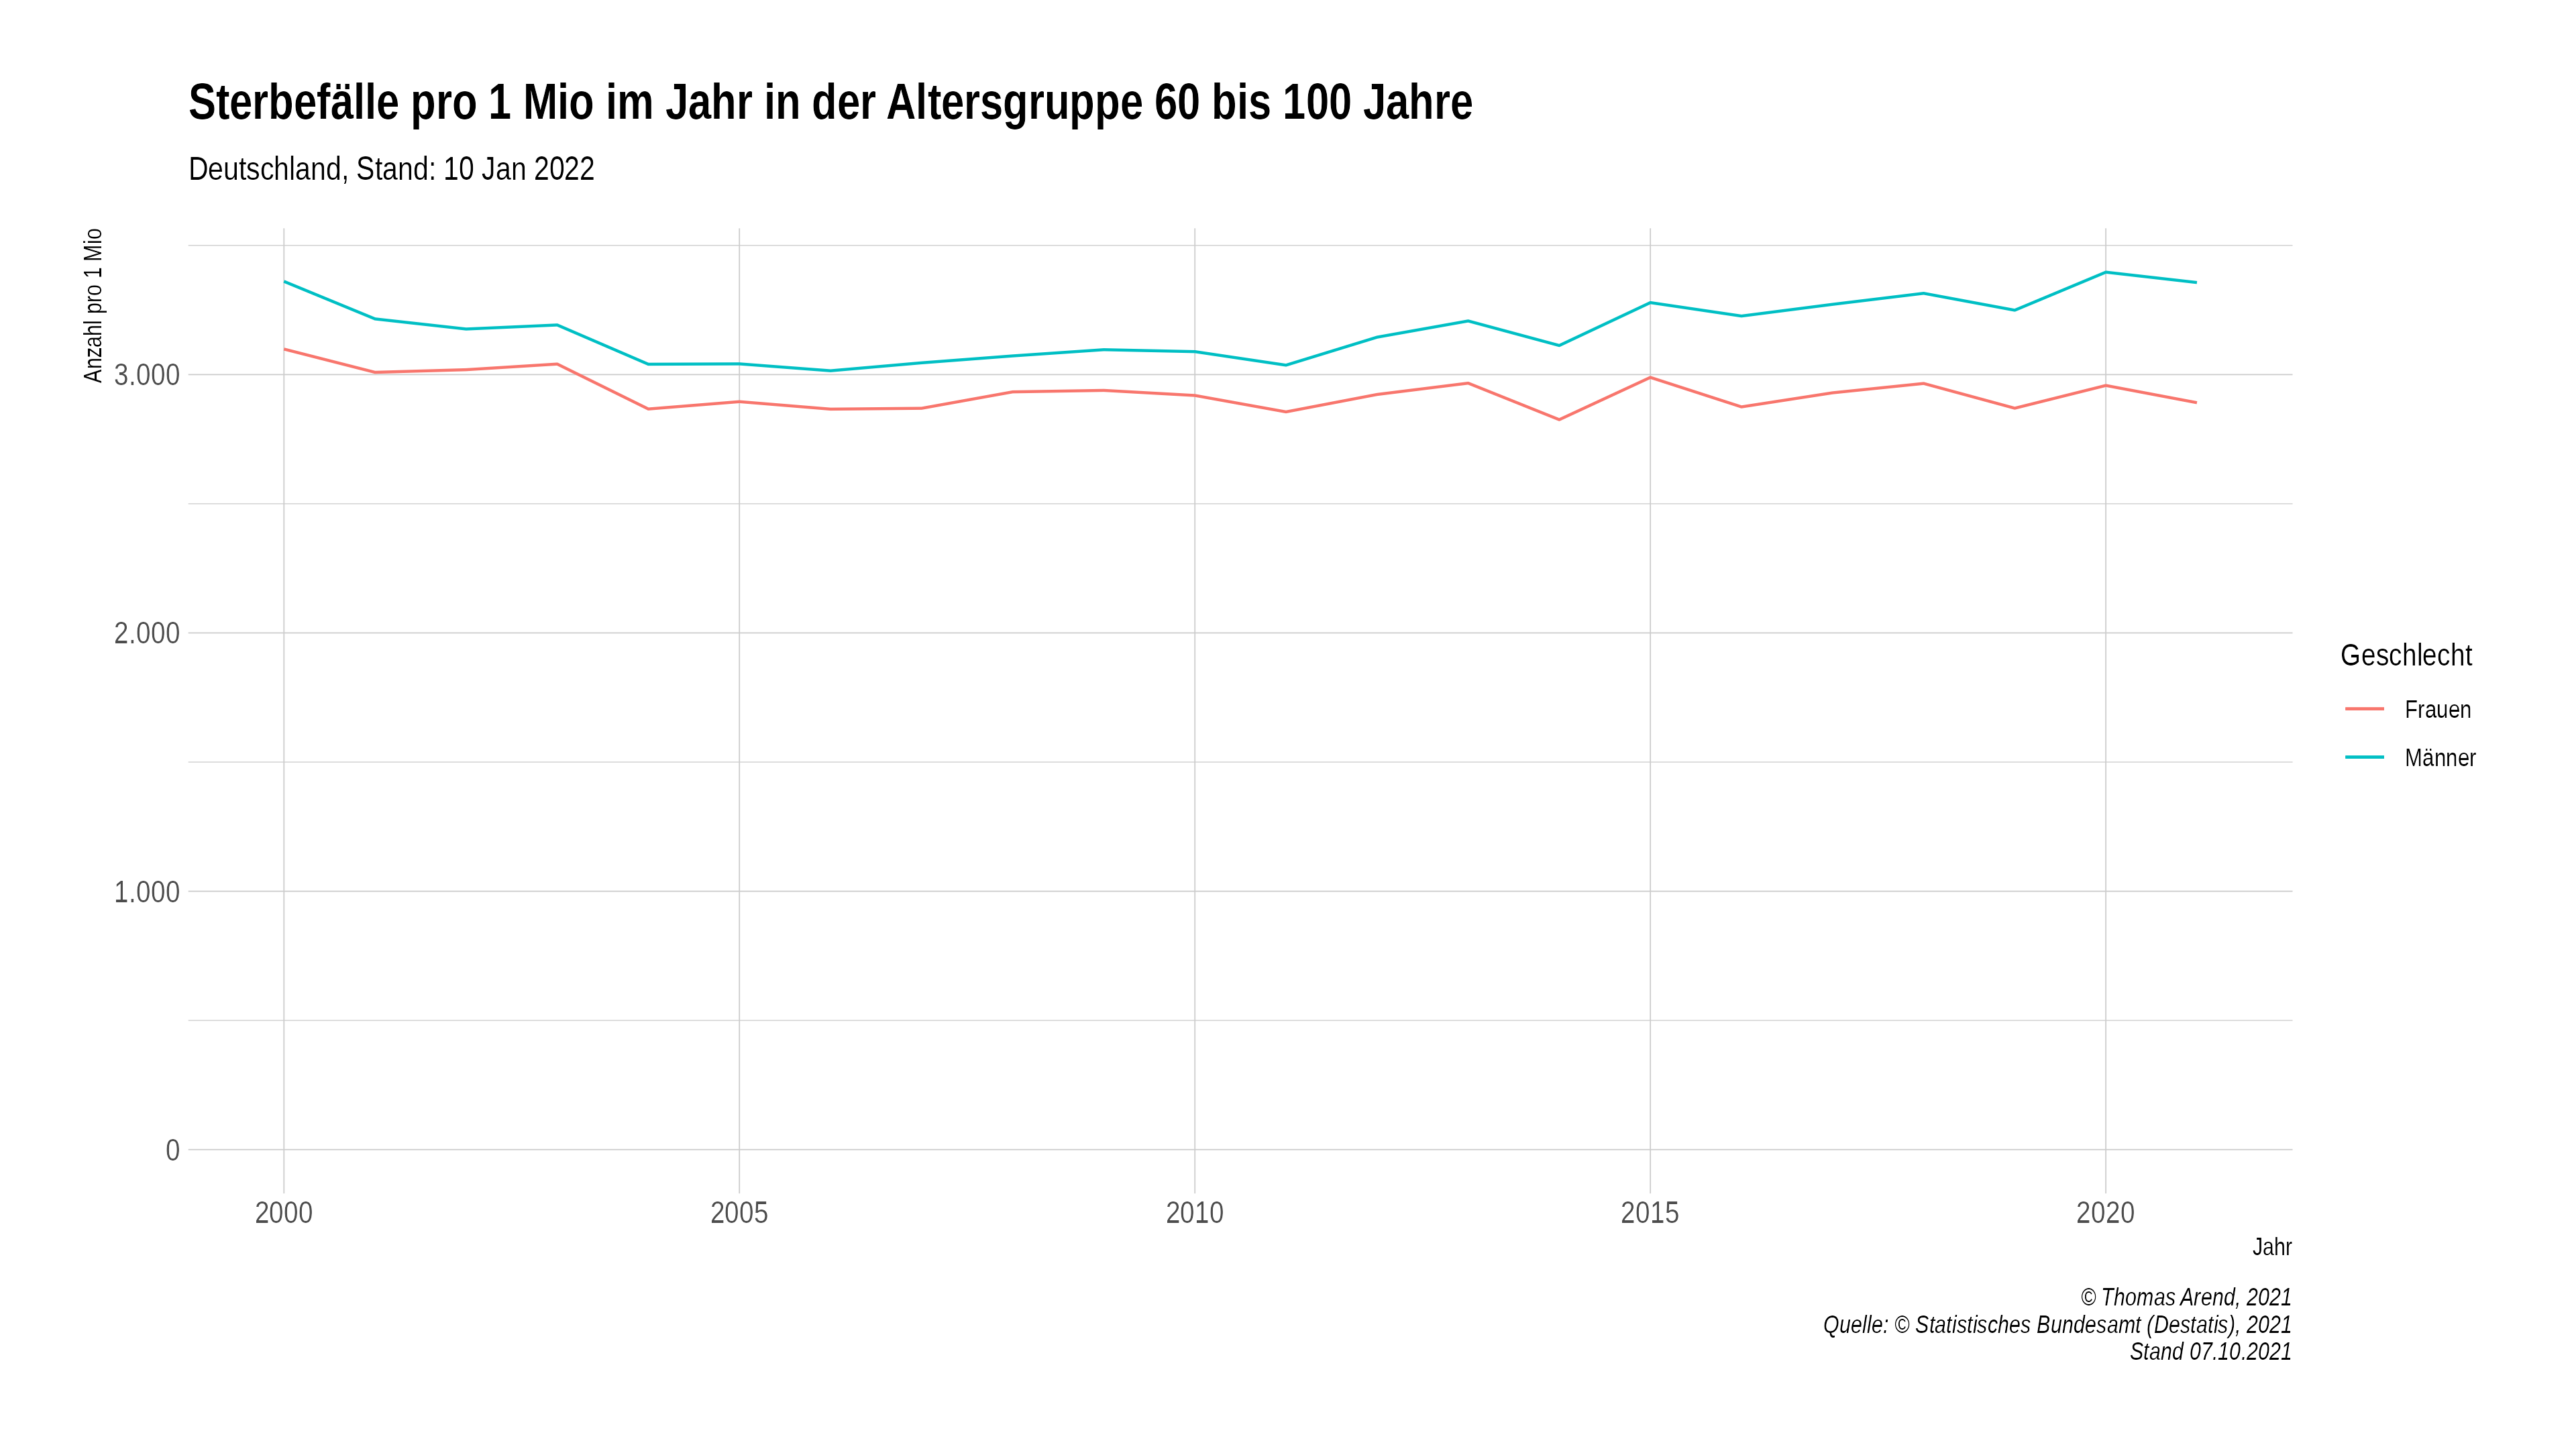 Sterbefälle pro 1 Mio im Jahr in der Altersgruppe 60 bis 100 Jahre
Deutschland, Stand: 10 Jan 2022
Anzahl pro 1 Mio
3.000
2.000
1.000
0
2000
2005
2010
2015
2020
Jahr
Geschlecht
Frauen
Männer
© Thomas Arend, 2021
Quelle: © Statistisches Bundesamt (Destatis), 2021
Stand 07.10.2021